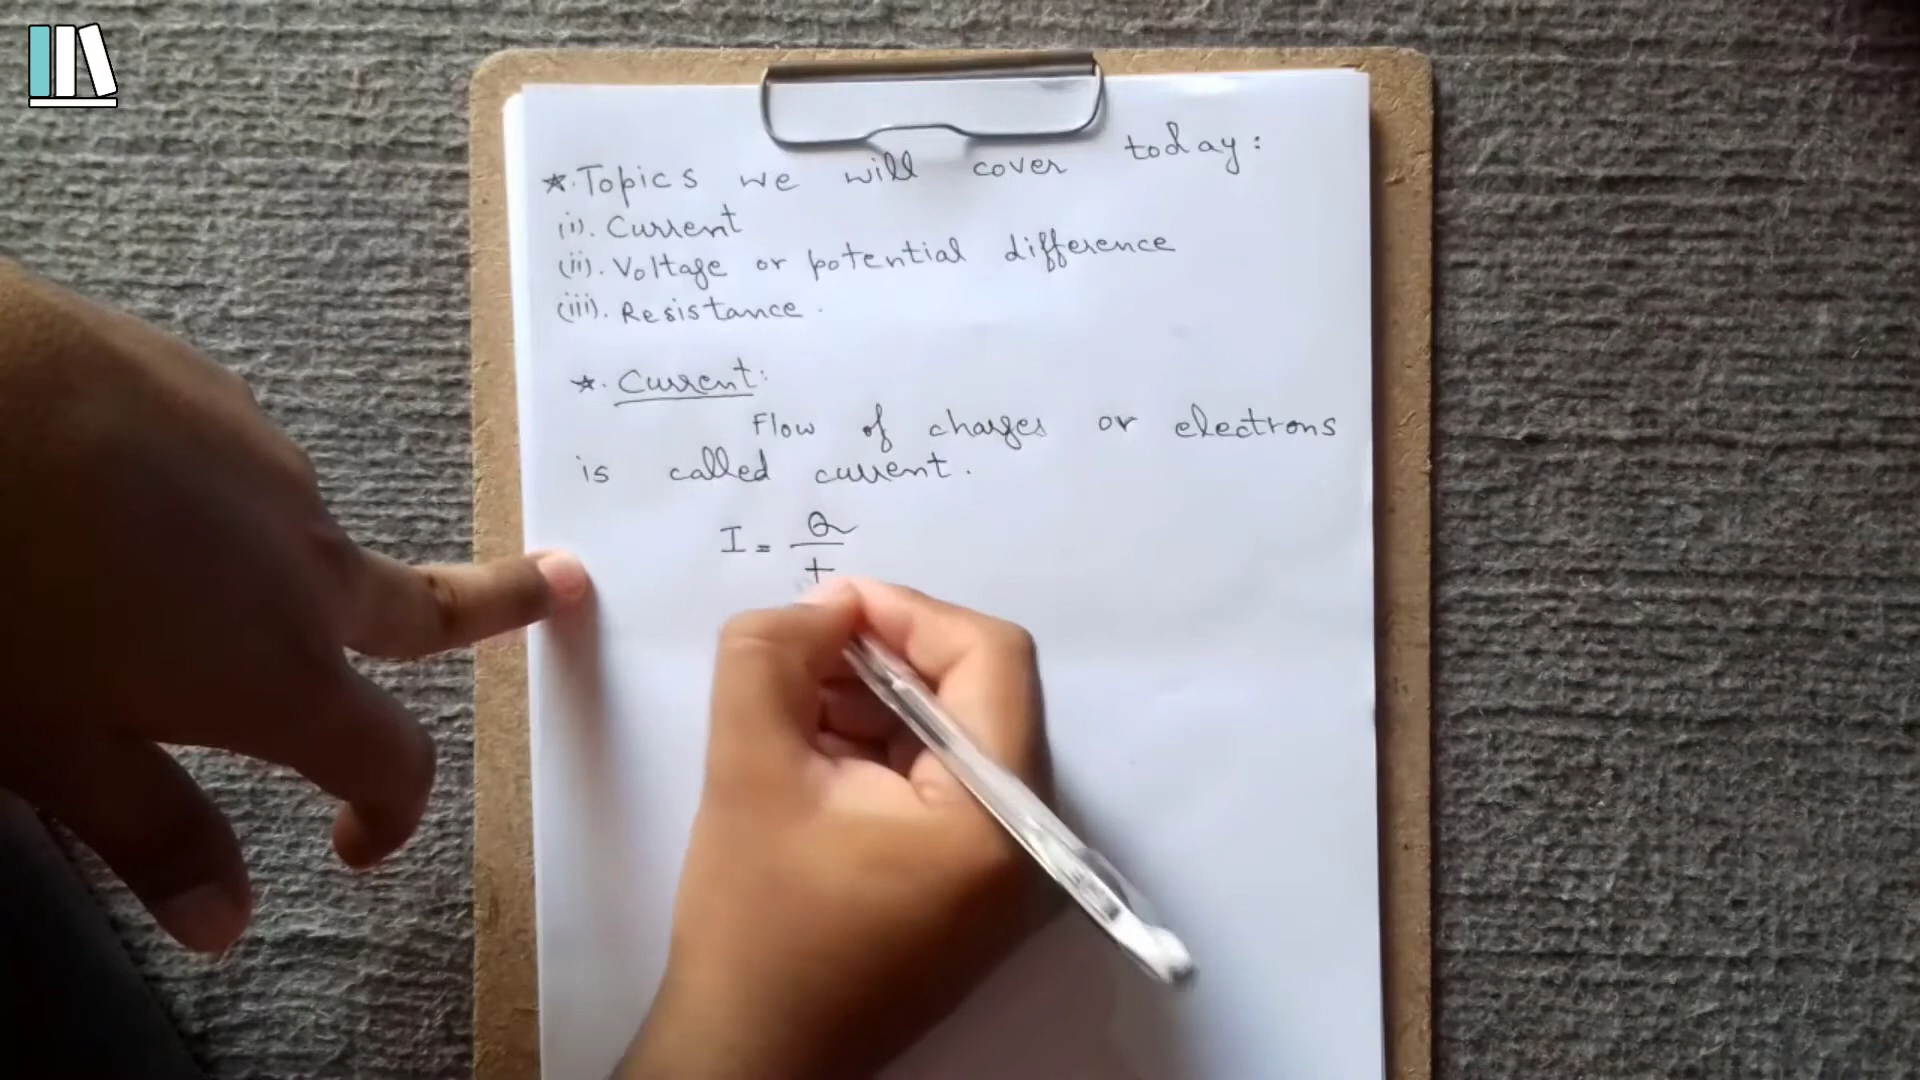 *. Topics we will cover today:
(i). Current
(ii). Voltage or potential difference
(iii). Resistance.
*. Current:
Flow of charges or electrons
is called current.
I = Q/t